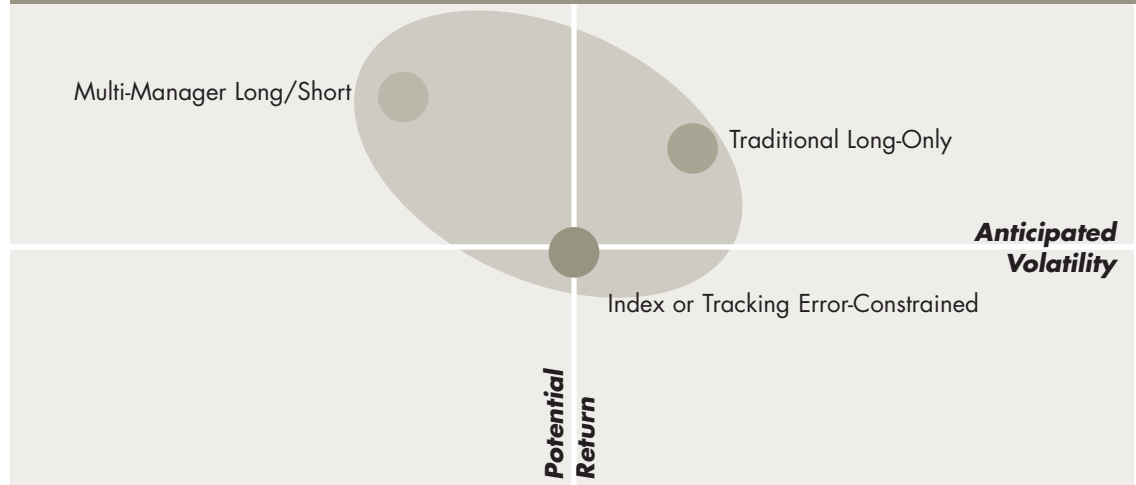 Multi-Manager Long/Short
Traditional Long-Only
Anticipated
Volatility
Index or Tracking Error-Constrained
Potential
Return